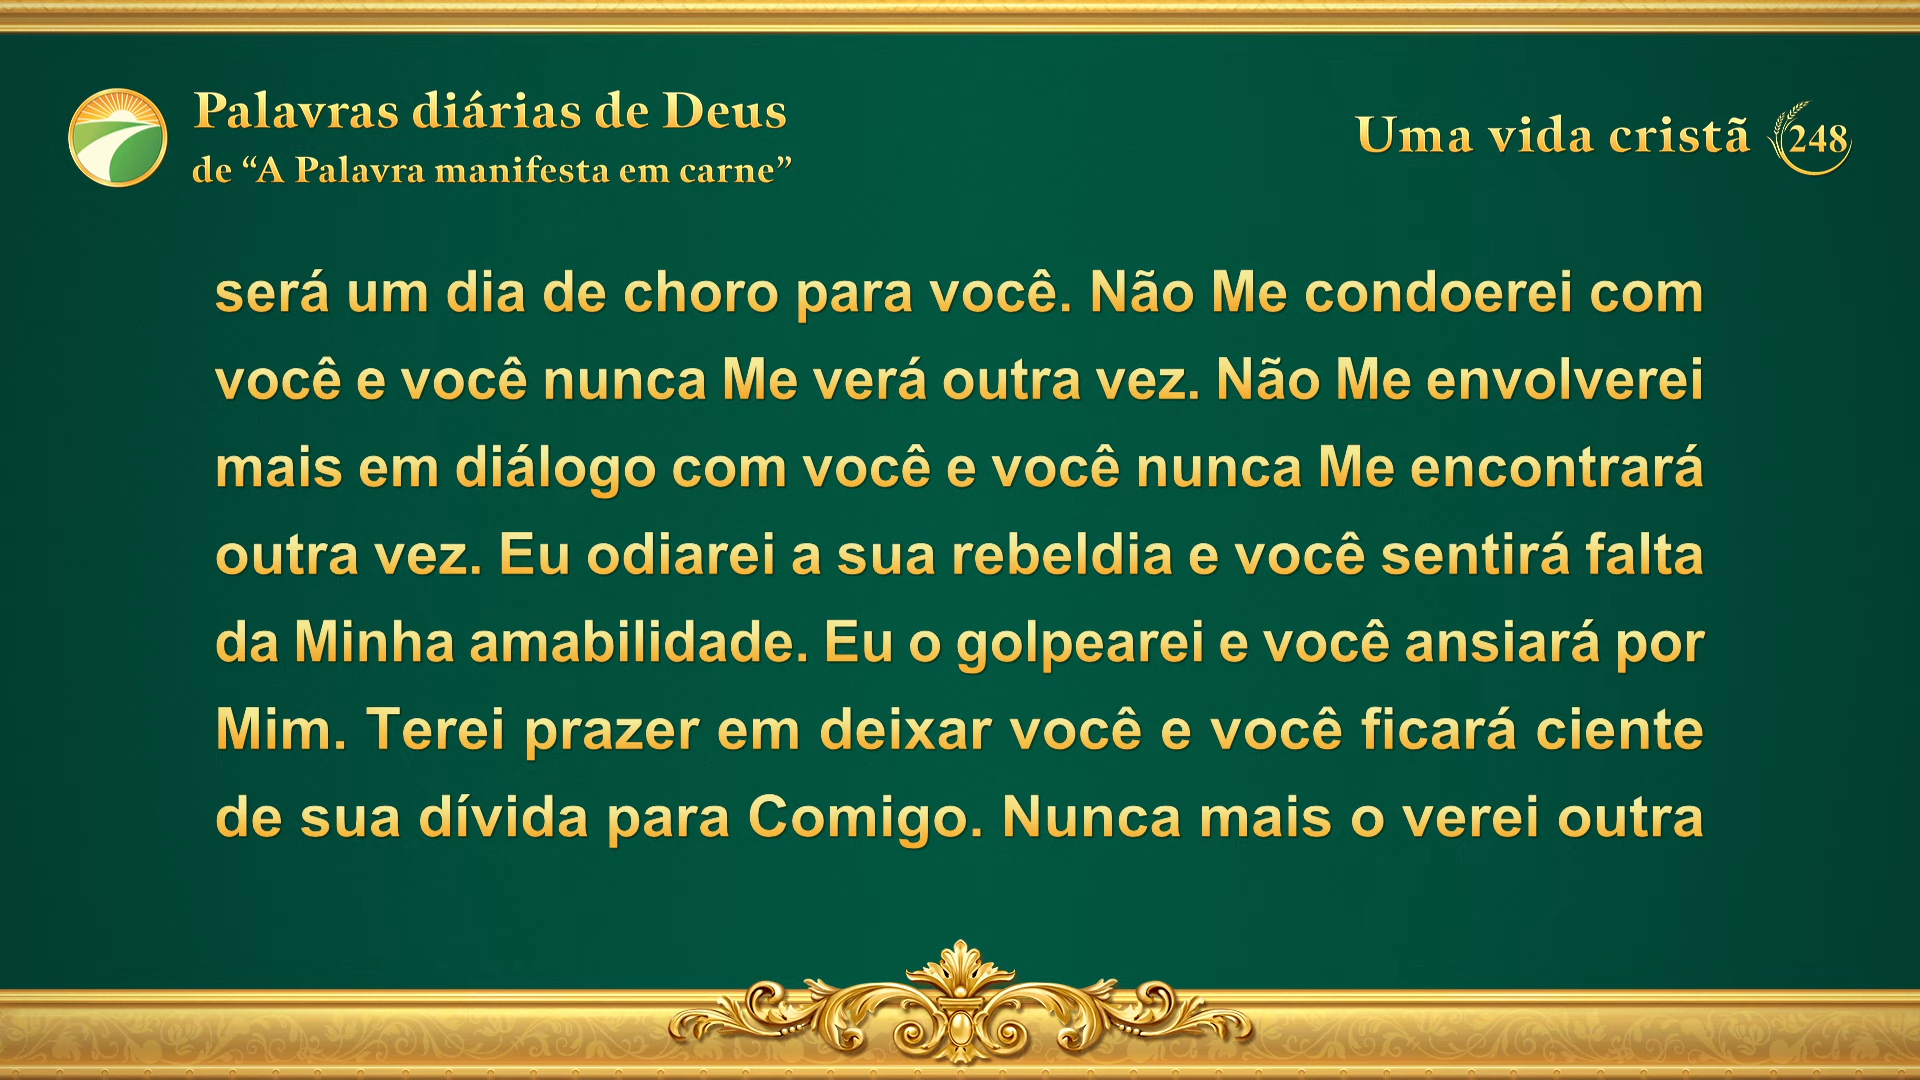 Palavras diárias de Deus
de “A Palavra manifesta em carne”
Uma vida cristã 248
será um dia de choro para você. Não Me condoerei com
você e você nunca Me verá outra vez. Não Me envolverei
mais em diálogo com você e você nunca Me encontrará
outra vez. Eu odiarei a sua rebeldia e você sentirá falta
da Minha amabilidade. Eu o golpearei e você ansiará por
Mim. Terei prazer em deixar você e você ficará ciente
de sua dívida para Comigo. Nunca mais o verei outra